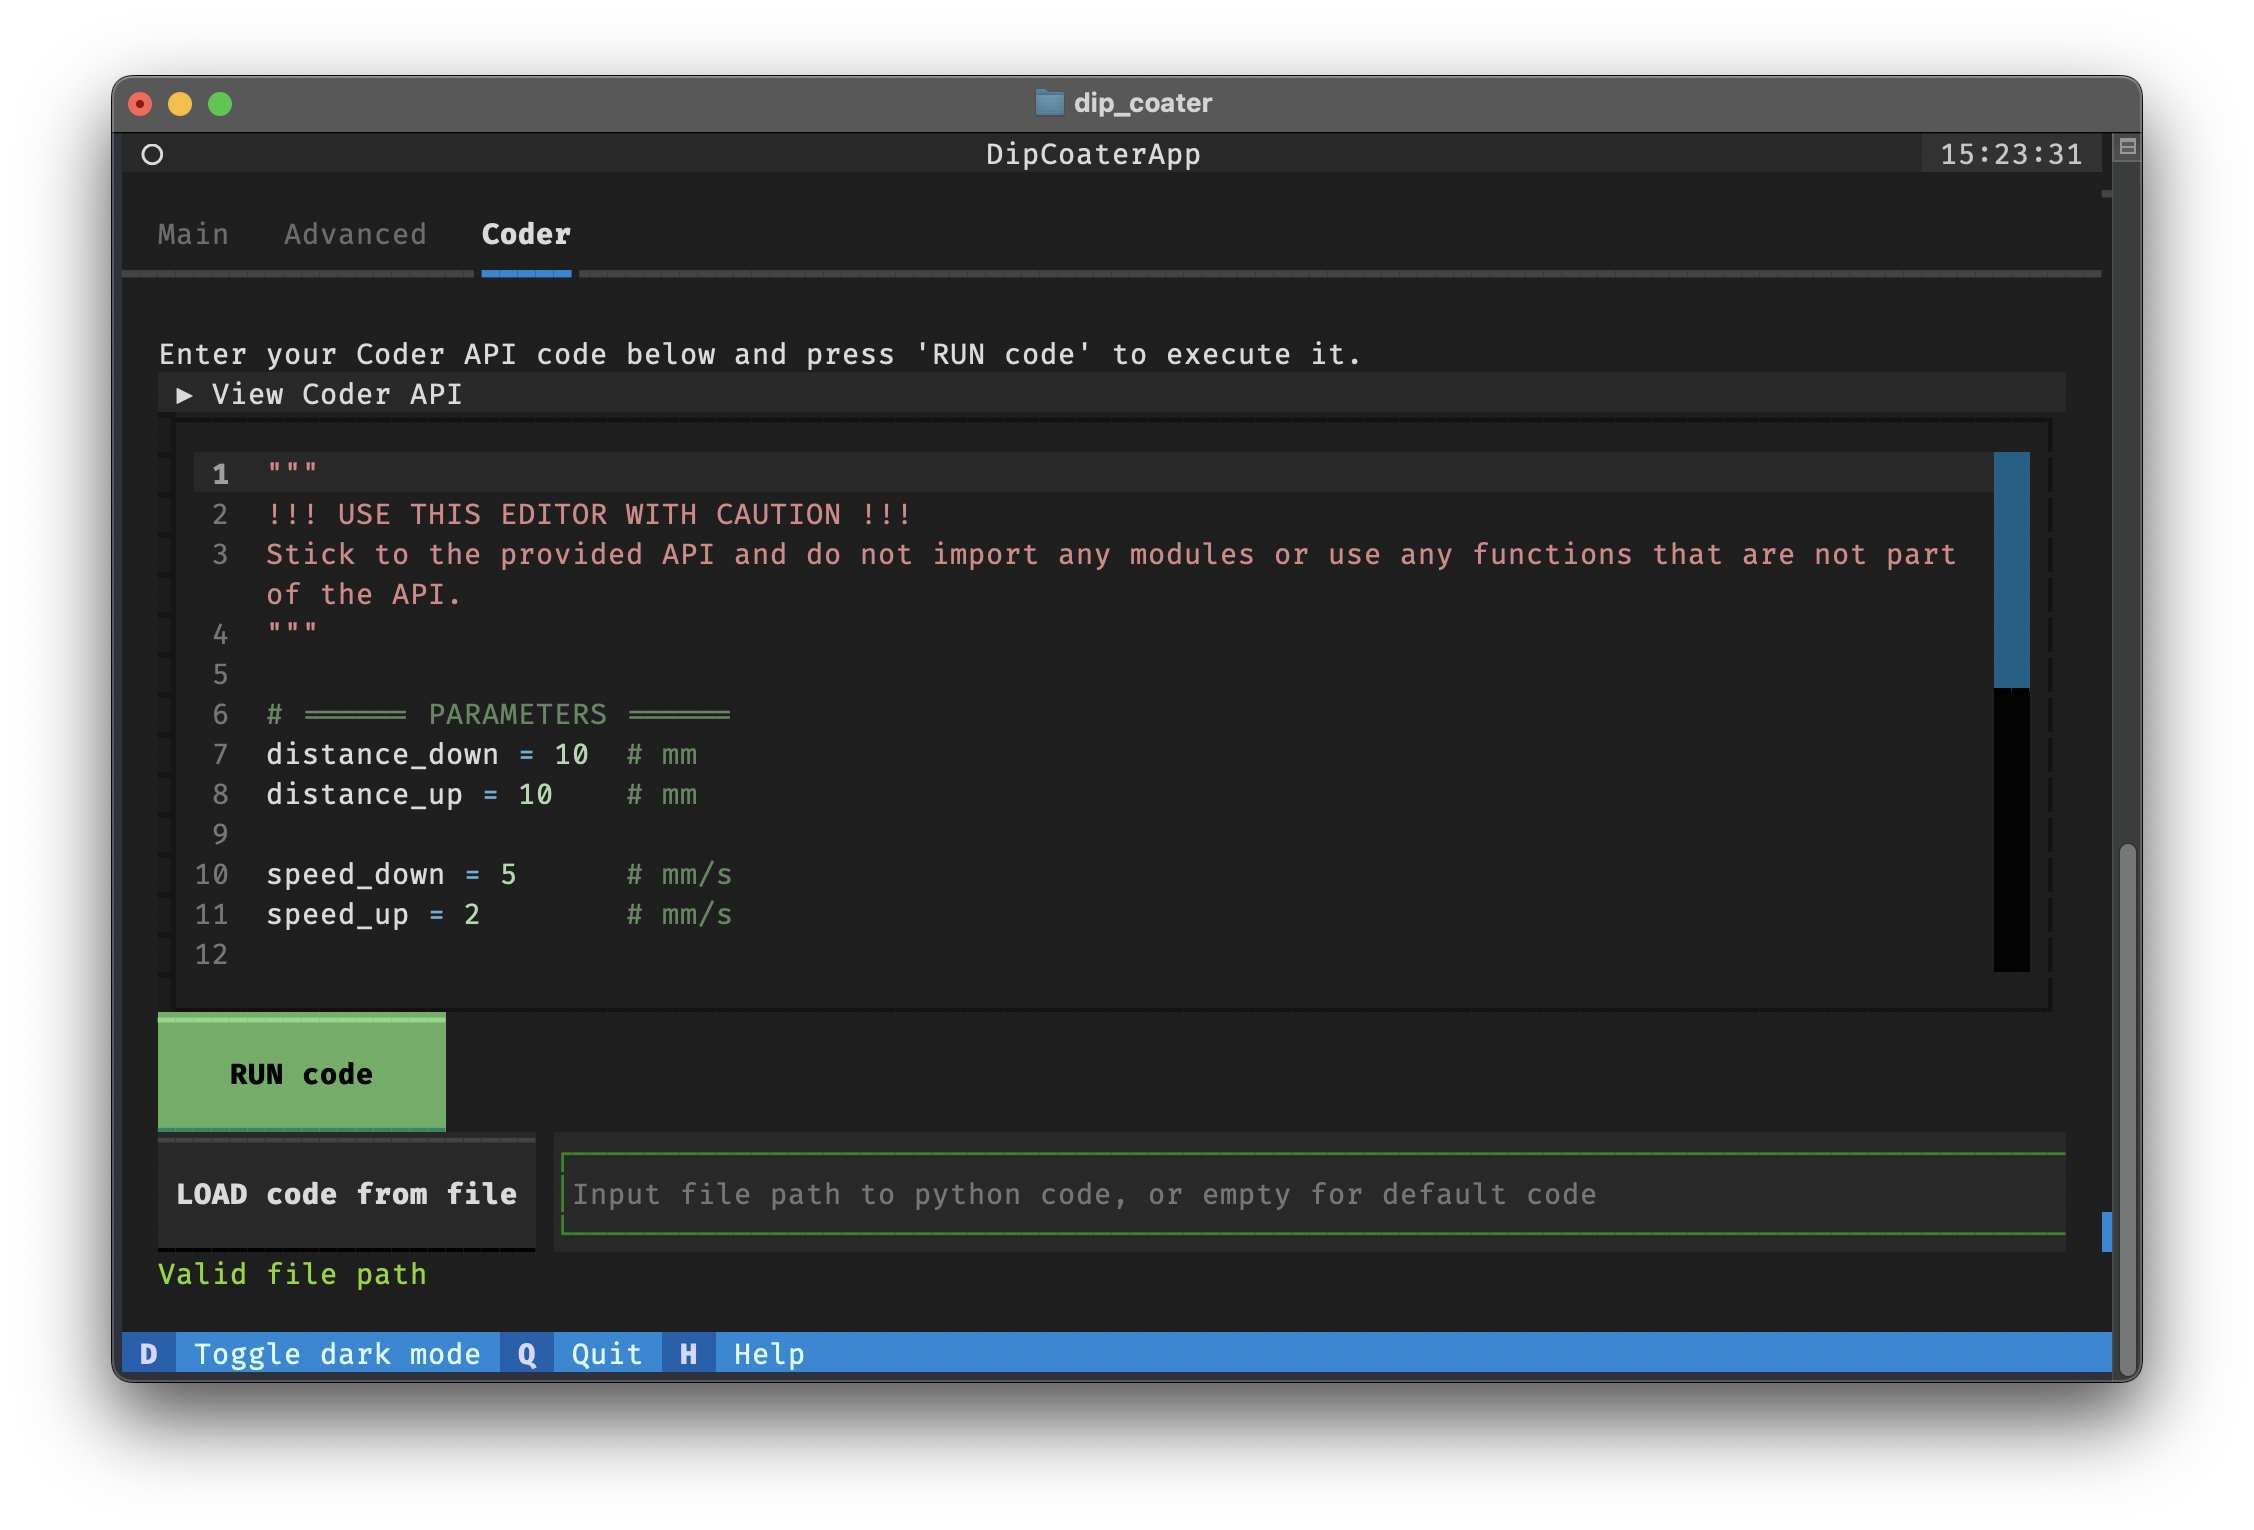 dip_coater
DipCoaterApp 15:23:31
Main Advanced Coder
Enter your Coder API code below and press 'RUN code' to execute it.
▶ View Coder API
1 """
2 !!! USE THIS EDITOR WITH CAUTION !!!
3 Stick to the provided API and do not import any modules or use any functions that are not part
of the API.
4 """
5
6 # ====== PARAMETERS ======
7 distance_down = 10  # mm
8 distance_up = 10    # mm
9
10 speed_down = 5      # mm/s
11 speed_up = 2        # mm/s
12
RUN code
LOAD code from file Input file path to python code, or empty for default code
Valid file path
D Toggle dark mode Q Quit H Help